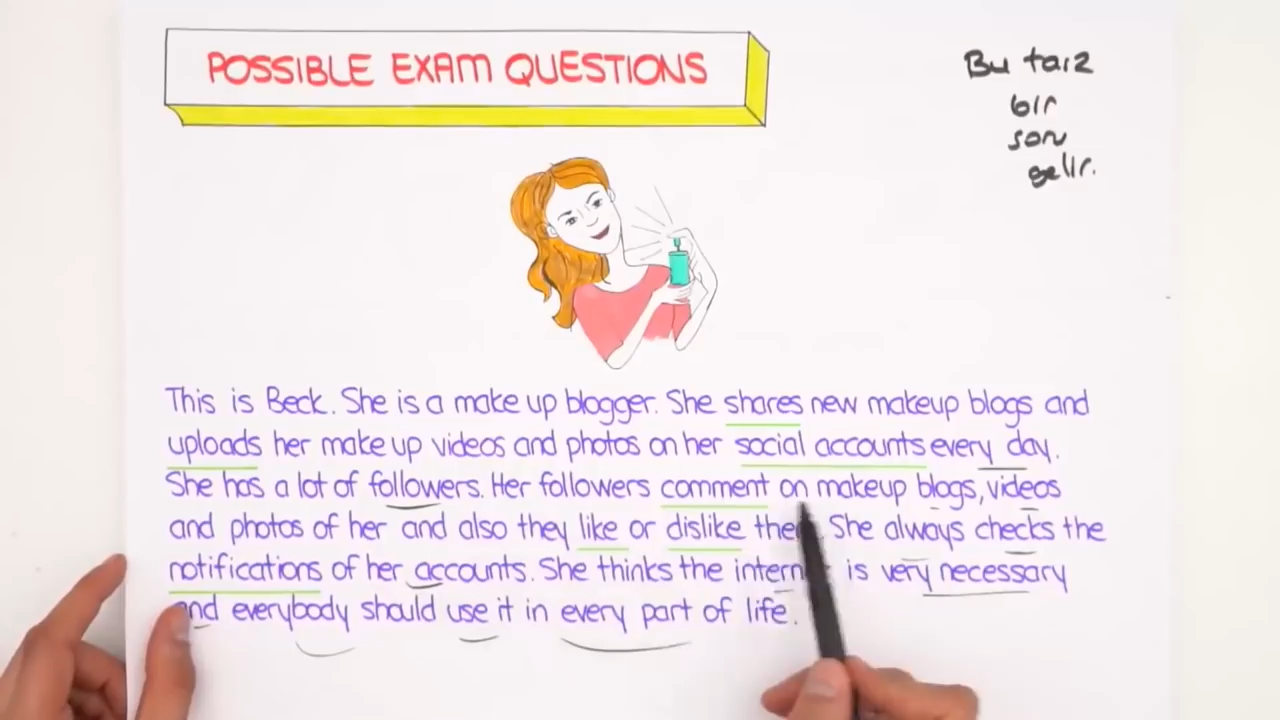 POSSIBLE EXAM QUESTIONS
Bu tarz
bir
soru
gelir.
This is Beck. She is a make up blogger. She shares new makeup blogs and
uploads her make up videos and photos on her social accounts every day.
She has a lot of followers. Her followers comment on makeup blogs, videos
and photos of her and also they like or dislike them. She always checks the
notifications of her accounts. She thinks the internet is very necessary
and everybody should use it in every part of life.